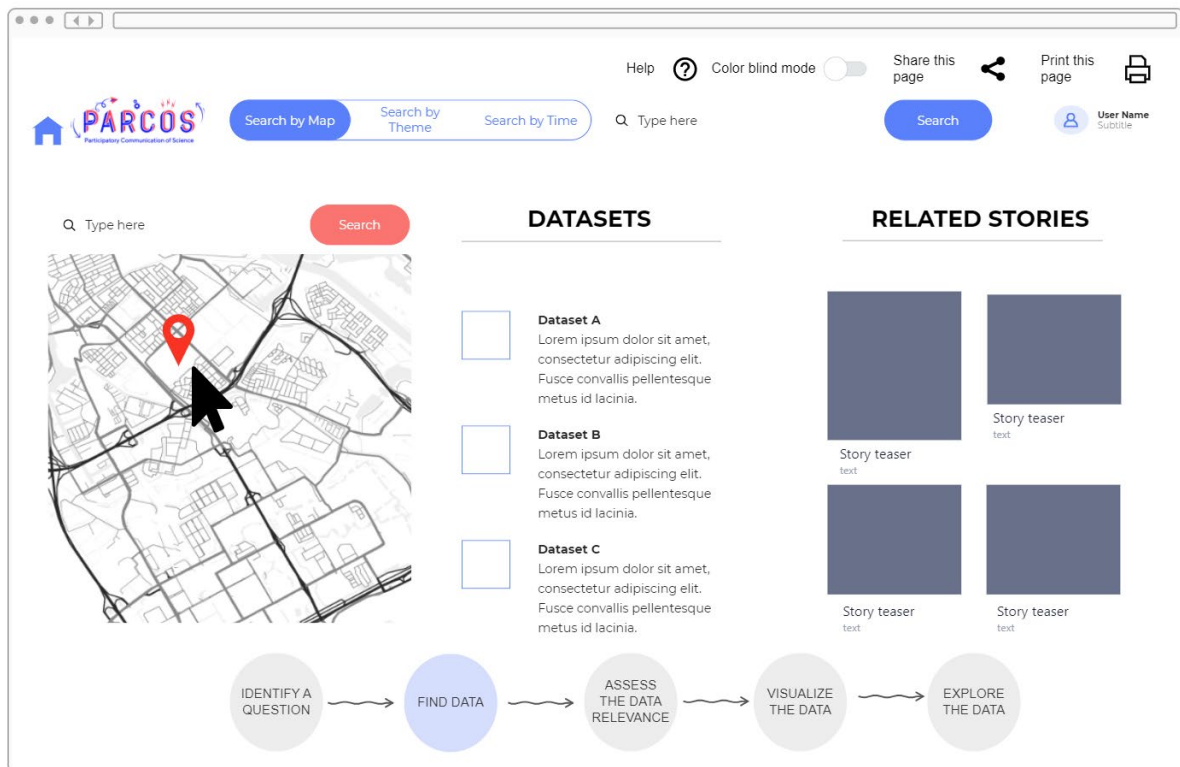 Help
Color blind mode
Share this
page
Print this
page
PARCOS
Participatory Communication of Science
Search by Map
Search by
Theme
Search by Time
Type here
Search
User Name
Subtitle
Type here
Search
DATASETS
RELATED STORIES
Dataset A
Lorem ipsum dolor sit amet,
consectetur adipiscing elit.
Fusce convallis pellentesque
metus id lacinia.
Dataset B
Lorem ipsum dolor sit amet,
consectetur adipiscing elit.
Fusce convallis pellentesque
metus id lacinia.
Dataset C
Lorem ipsum dolor sit amet,
consectetur adipiscing elit.
Fusce convallis pellentesque
metus id lacinia.
Story teaser
text
Story teaser
text
Story teaser
text
Story teaser
text
IDENTIFY A
QUESTION
FIND DATA
ASSESS
THE DATA
RELEVANCE
VISUALIZE
THE DATA
EXPLORE
THE DATA